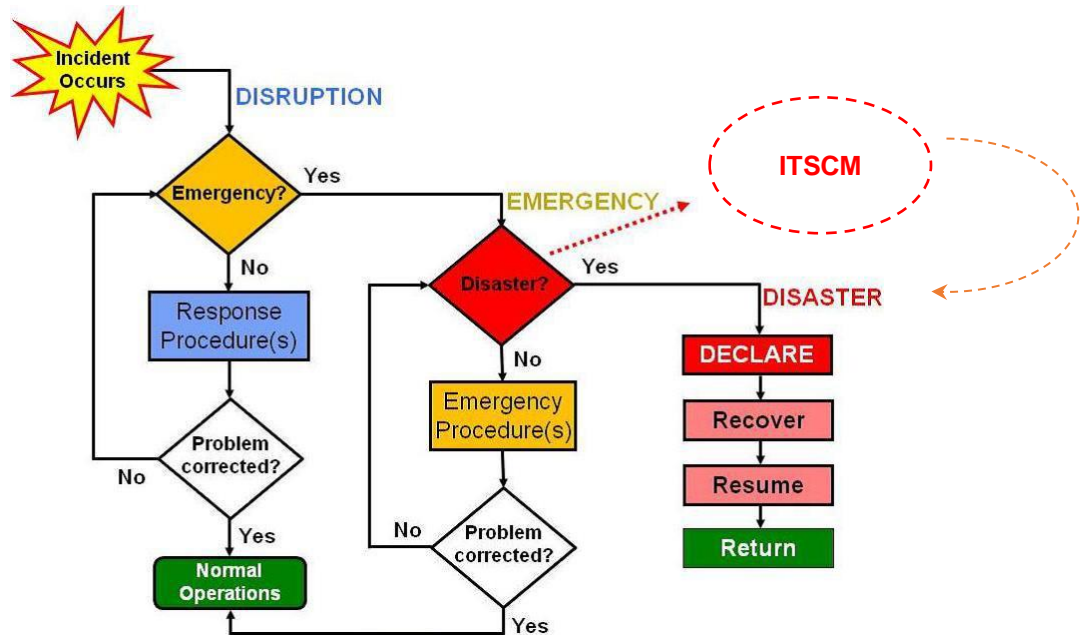 Incident
Occurs
DISRUPTION
Emergency?
Yes
EMERGENCY
ITSCM
No
Response
Procedure(s)
Disaster?
Yes
DISASTER
DECLARE
No
Emergency
Procedure(s)
Recover
Problem
corrected?
No
Resume
Yes
No
Problem
corrected?
Return
Normal
Operations
Yes